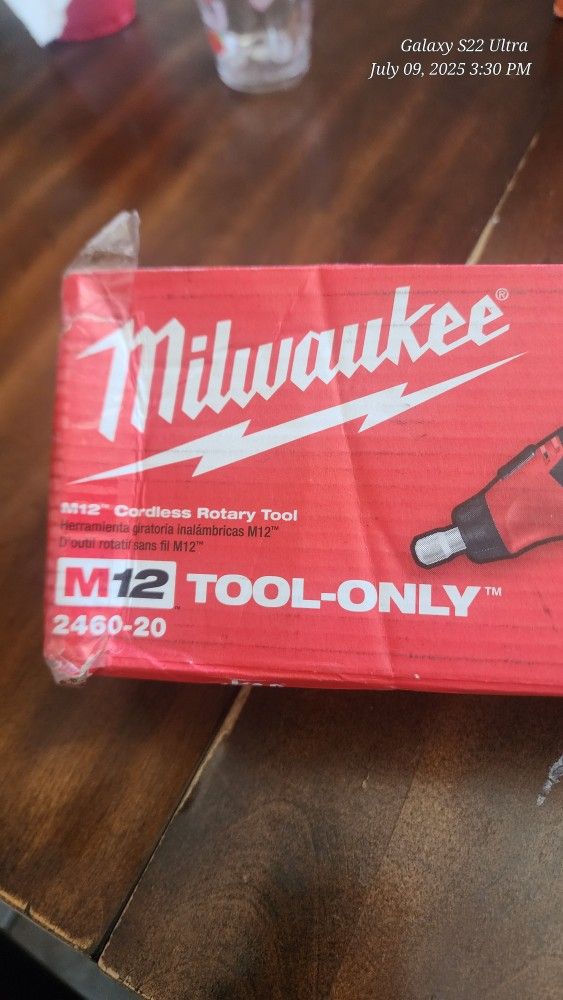 Galaxy S22 Ultra
July 09, 2025 3:30 PM
Milwaukee®
M12™ Cordless Rotary Tool
Herramienta giratoria inalámbricas M12™
D'outil rotatif sans fil M12™
M12™ TOOL-ONLY™
2460-20